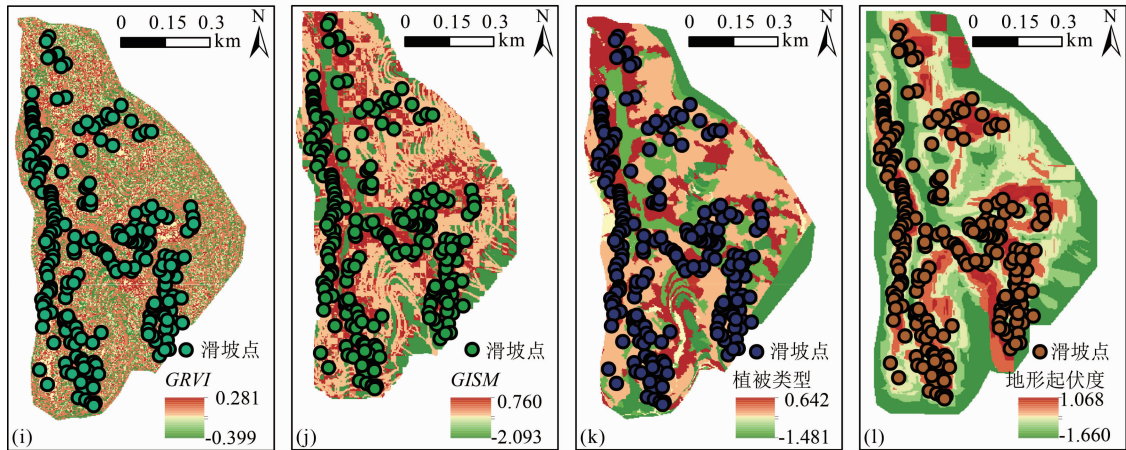 0 0.15 0.3
km
N
滑坡点
GRVI
0.281
-0.399
(i)
0 0.15 0.3
km
N
滑坡点
GISM
0.760
-2.093
(j)
0 0.15 0.3
km
N
滑坡点
植被类型
0.642
-1.481
(k)
0 0.15 0.3
km
N
滑坡点
地形起伏度
1.068
-1.660
(l)